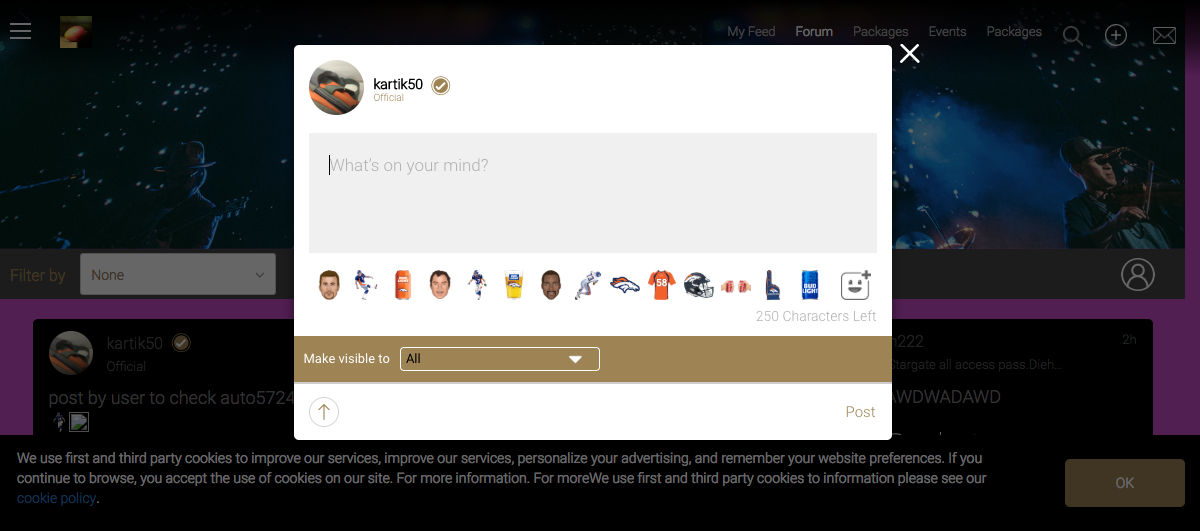 My Feed Forum Packages Events Packages
kartik50
Official
What's on your mind?
Filter by None
58
BUD
LIGHT
250 Characters Left
Make visible to All
Post
kartik50
Official
post by user to check auto5724
222
2h
Stargate all access pass.Dieh...
WDWADAWD
We use first and third party cookies to improve our services, improve our services, personalize your advertising, and remember your website preferences. If you
continue to browse, you accept the use of cookies on our site. For more information. For moreWe use first and third party cookies to information please see our
cookie policy.
OK